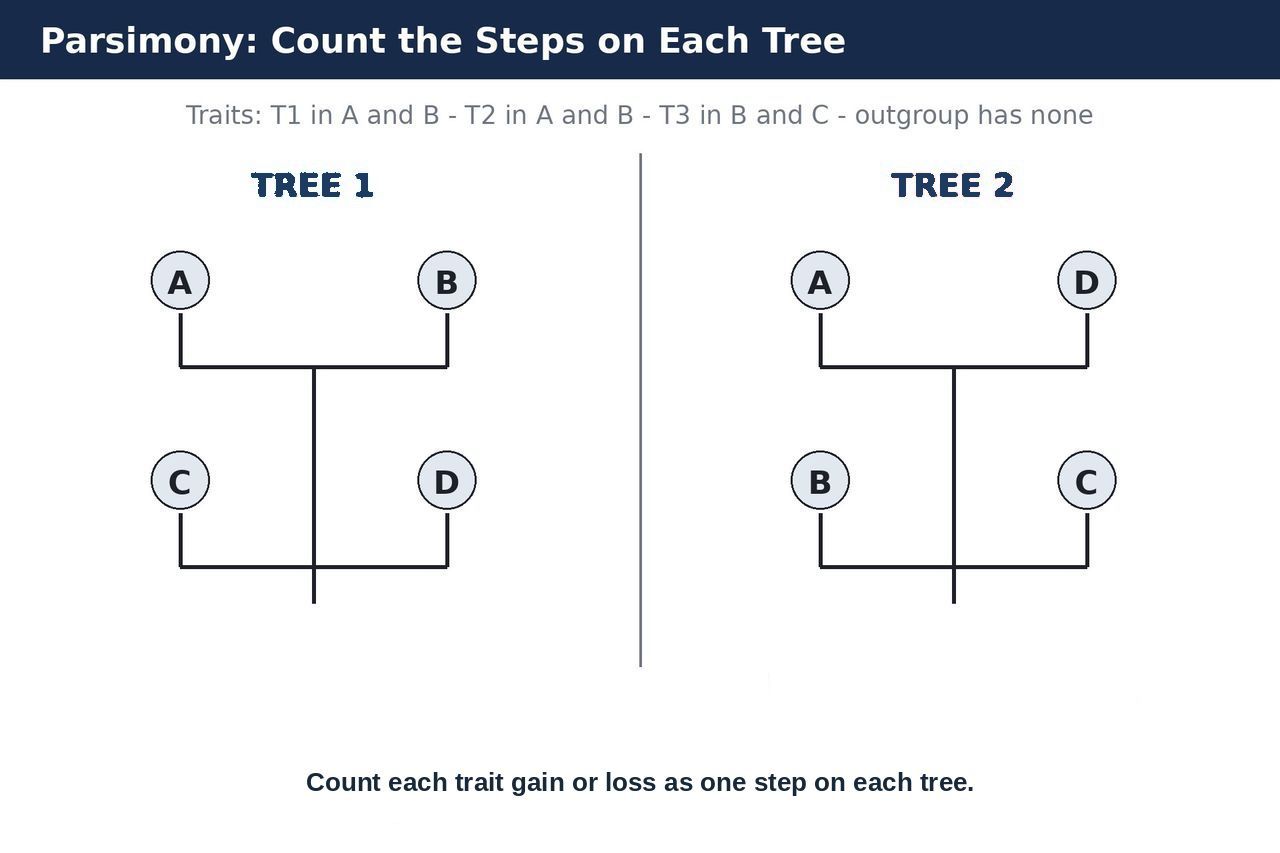 Parsimony: Count the Steps on Each Tree
Traits: T1 in A and B - T2 in A and B - T3 in B and C - outgroup has none
TREE 1
A
B
C
D
TREE 2
A
D
B
C
Count each trait gain or loss as one step on each tree.